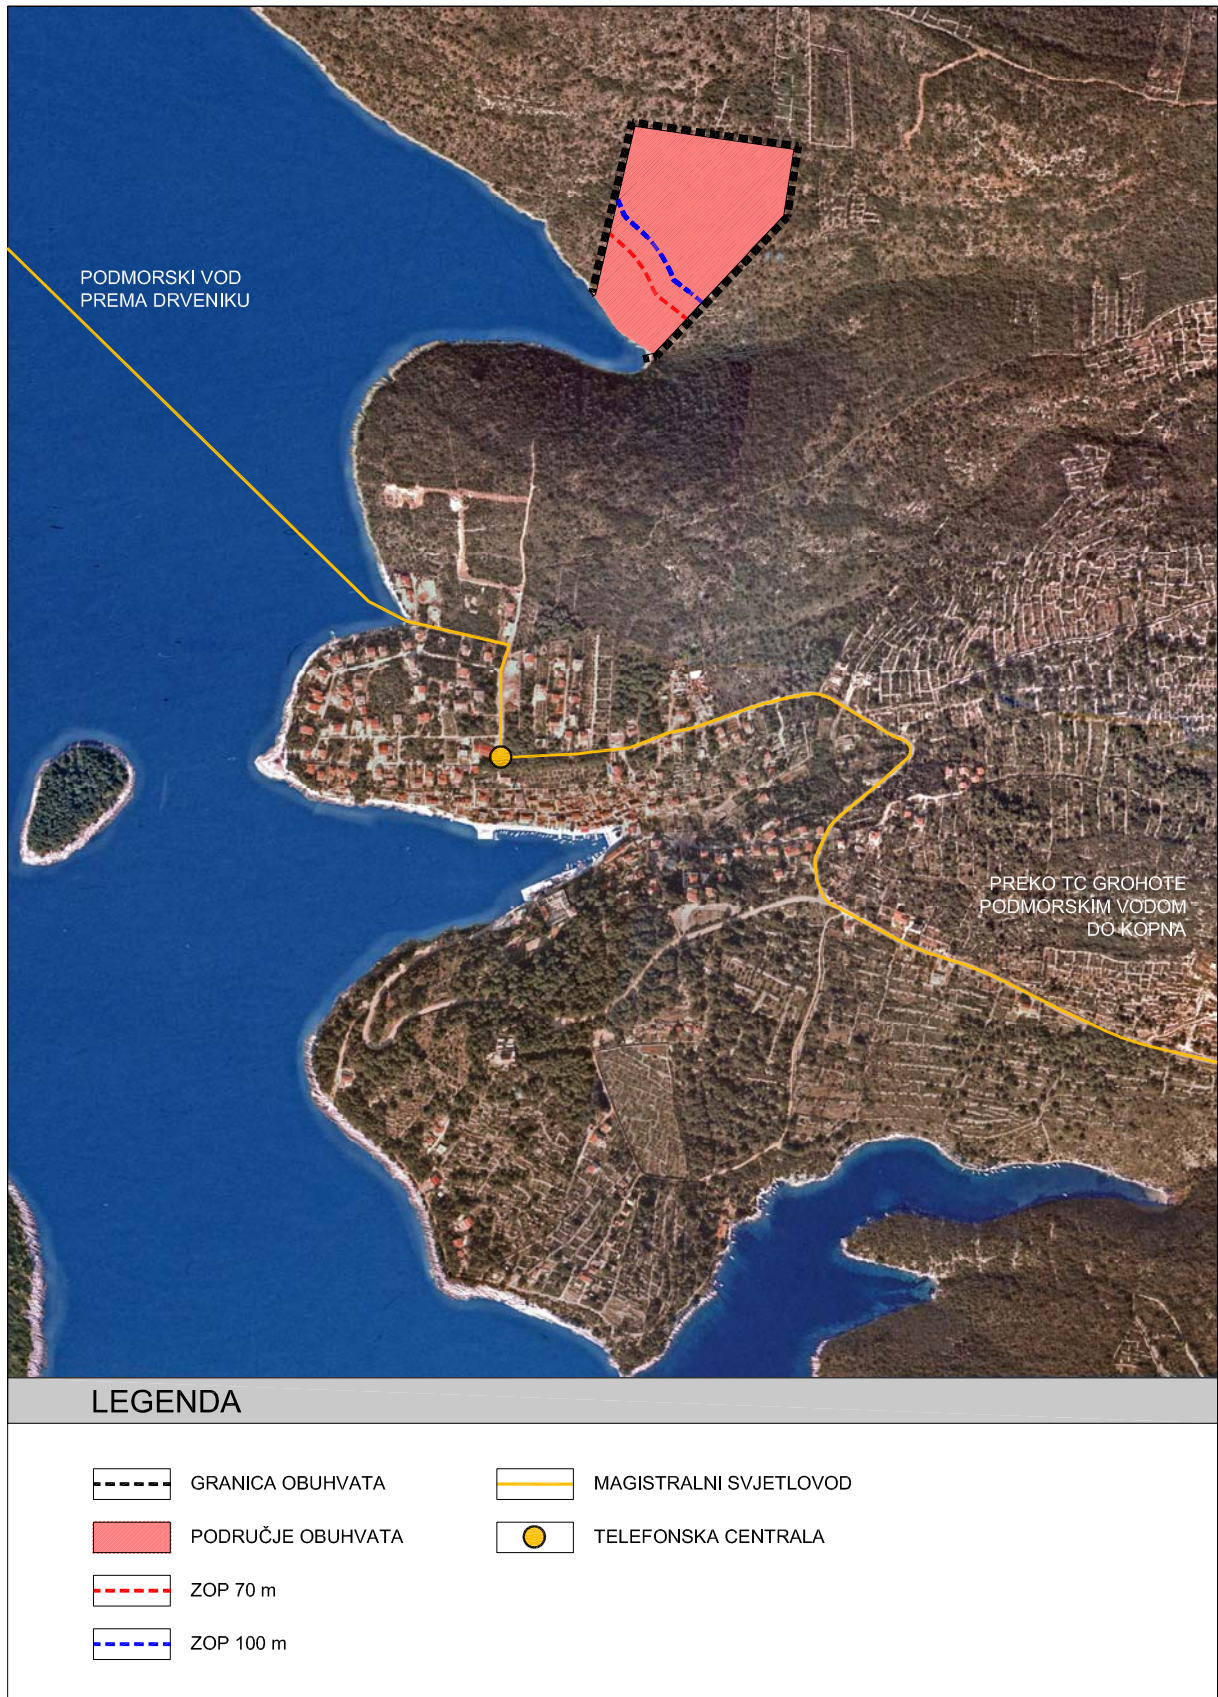 PODMORSKI VOD
PREMA DRVENIKU
PREKO TC GROHOTE
PODMORSKIM VODOM
DO KOPNA
LEGENDA
GRANICA OBUHVATA
PODRUČJE OBUHVATA
ZOP 70 m
ZOP 100 m
MAGISTRALNI SVJETLOVOD
TELEFONSKA CENTRALA